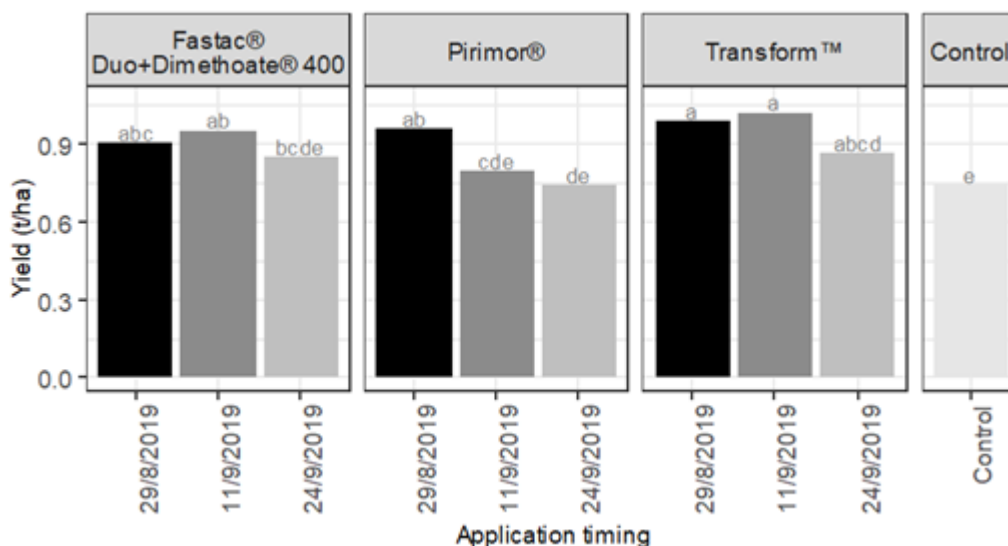 Fastac®
Duo+Dimethoate® 400
Pirimor®
Transform™
Control
Yield (t/ha)
0.9
0.6
0.3
0.0
abc
ab
bcde
ab
cde
de
a
a
abcd
e
29/8/2019
11/9/2019
24/9/2019
29/8/2019
11/9/2019
24/9/2019
29/8/2019
11/9/2019
24/9/2019
Control
Application timing